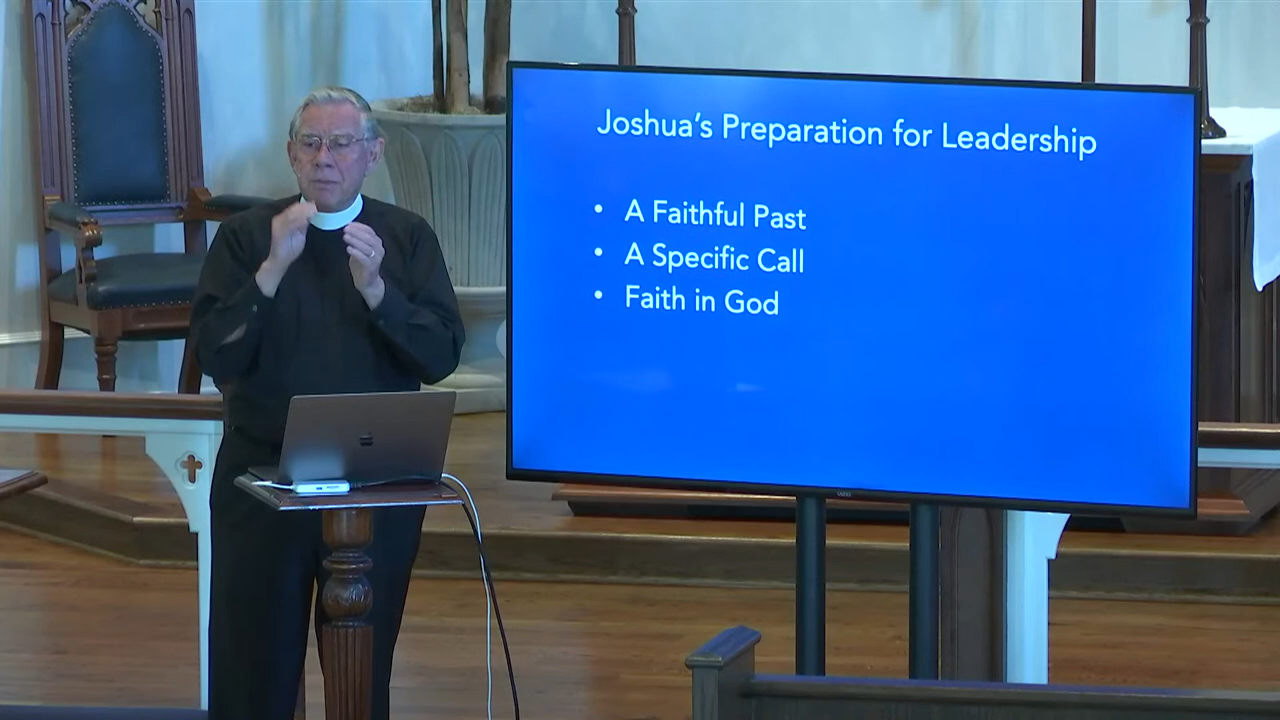 Joshua's Preparation for Leadership
• A Faithful Past
• A Specific Call
• Faith in God